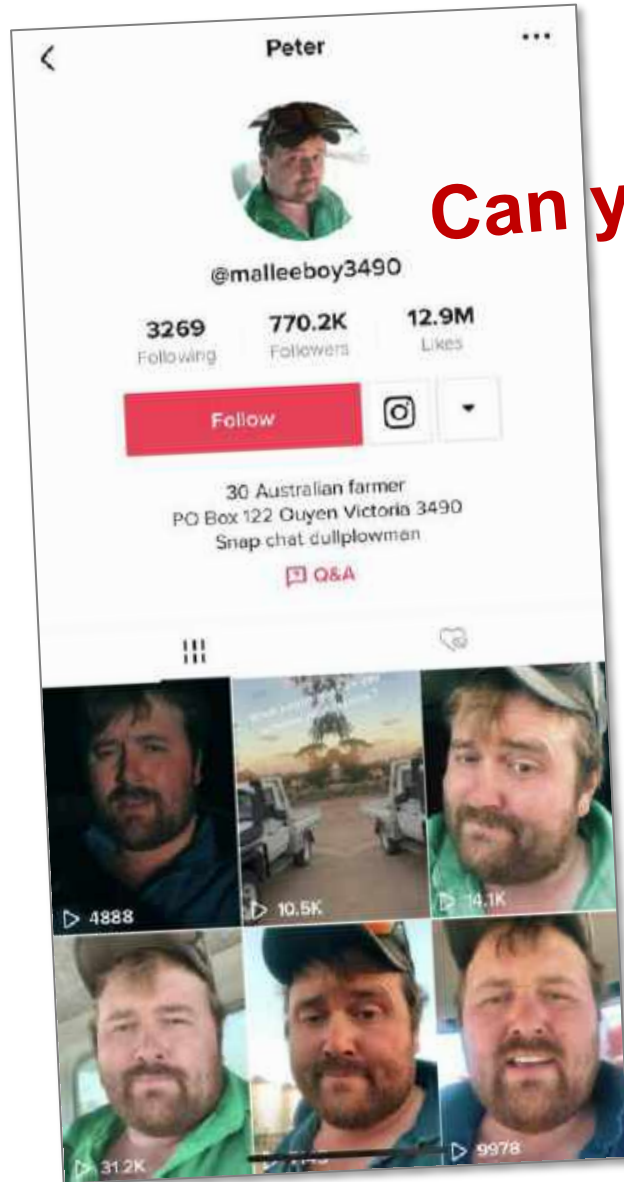 Peter
Can y
@malleeboy3490
3269 770.2K 12.9M
Following Followers Likes
Follow
30 Australian farmer
PO Box 122 Ouyen Victoria 3490
Snap chat dullplowman
Q&A
4888
10.5K
14.1K
31.2K
9978